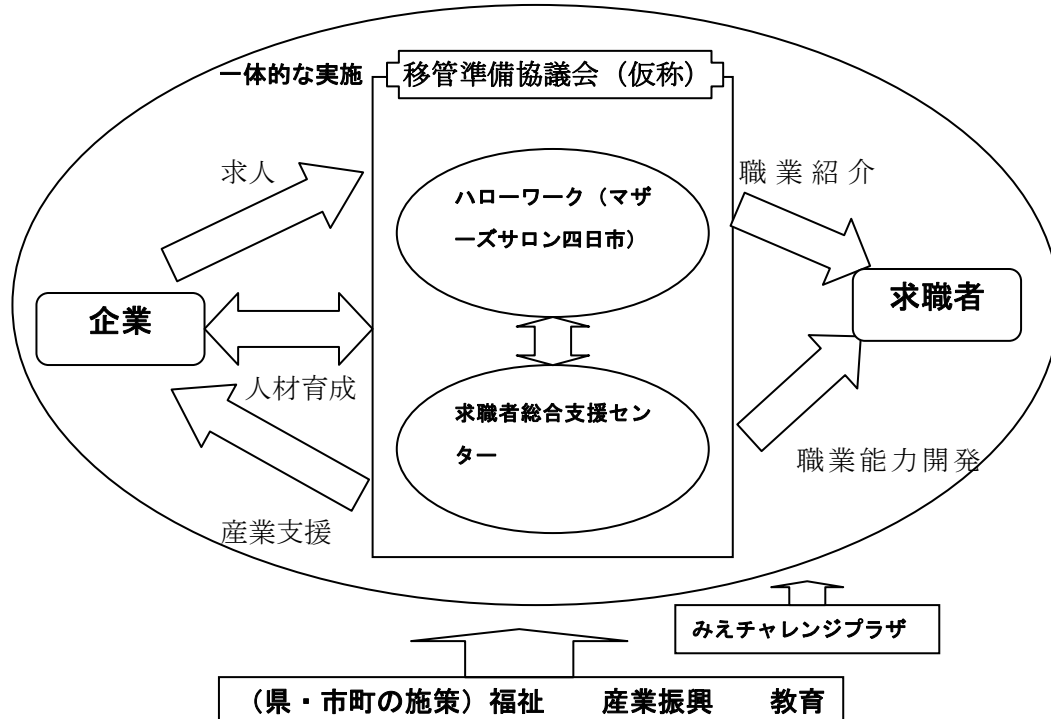 一体的な実施
移管準備協議会（仮称）
求人
職業紹介
ハローワーク（マザ
ーズサロン四日市）
企業
求職者
人材育成
求職者総合支援セン
ター
職業能力開発
産業支援
みえチャレンジプラザ
（県・市町の施策）福祉　産業振興　教育